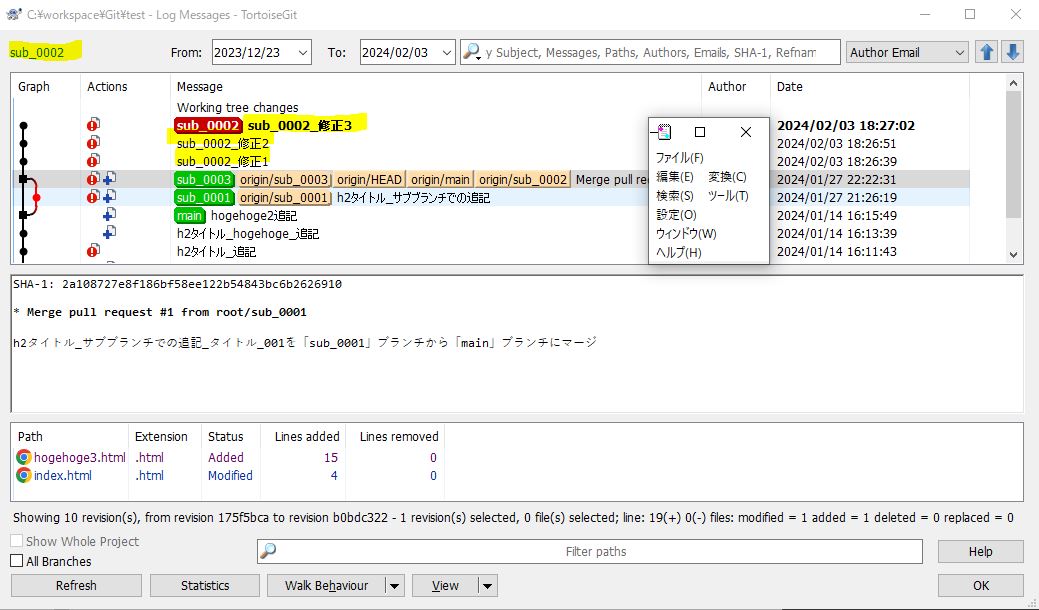 C:¥workspace¥Git¥test - Log Messages - TortoiseGit
sub_0002 From: 2023/12/23 To: 2024/02/03 y Subject, Messages, Paths, Authors, Emails, SHA-1, Refnam Author Email
Graph Actions Message Author Date
Working tree changes
sub_0002 sub_0002_修正3 2024/02/03 18:27:02
sub_0002_修正2 2024/02/03 18:26:51
sub_0002_修正1 2024/02/03 18:26:39
sub_0003 origin/sub_0003 origin/HEAD origin/main origin/sub_0002 Merge pull re 2024/01/27 22:22:31
sub_0001 origin/sub_0001 h2タイトル_サブブランチでの追記 2024/01/27 21:26:19
main hogehoge2追記 2024/01/14 16:15:49
h2タイトル_hogehoge_追記 2024/01/14 16:13:39
h2タイトル_追記 2024/01/14 16:11:43
ファイル(F)
編集(E) 変換(C)
検索(S) ツール(T)
設定(O)
ウィンドウ(W)
ヘルプ(H)
SHA-1: 2a108727e8f186bf58ee122b54843bc6b2626910
* Merge pull request #1 from root/sub_0001
h2タイトル_サブブランチでの追記_タイトル_001を「sub_0001」ブランチから「main」ブランチにマージ
Path Extension Status Lines added Lines removed
hogehoge3.html .html Added 15 0
index.html .html Modified 4 0
Showing 10 revision(s), from revision 175f5bca to revision b0bdc322 - 1 revision(s) selected, 0 file(s) selected; line: 19(+) 0(-) files: modified = 1 added = 1 deleted = 0 replaced = 0
Show Whole Project
All Branches
Filter paths
Help
Refresh Statistics Walk Behaviour View OK